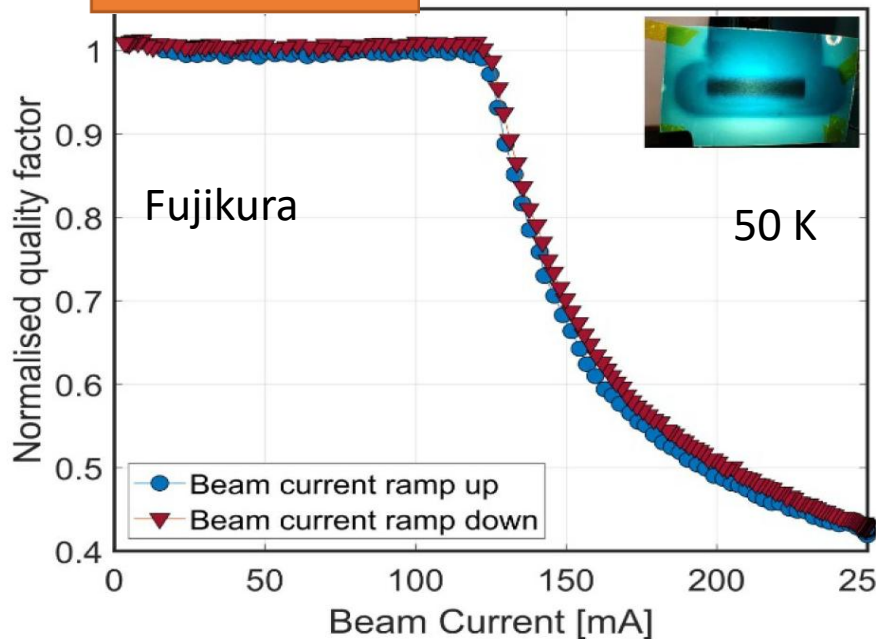 1
0.9
0.8
0.7
0.6
0.5
0.4
Normalised quality factor
Fujikura
50 K
Beam current ramp up
Beam current ramp down
0 50 100 150 200 25
Beam Current [mA]